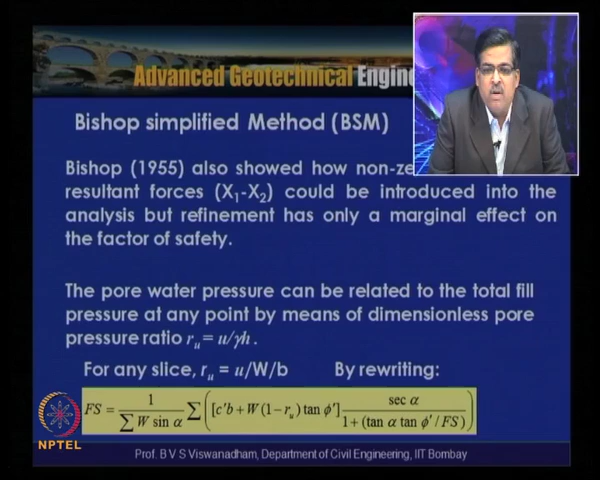 Advanced Geotechnical Engine
Bishop simplified Method (BSM)
Bishop (1955) also showed how non-ze
resultant forces (X₁-X₂) could be introduced into the
analysis but refinement has only a marginal effect on
the factor of safety.
The pore water pressure can be related to the total fill
pressure at any point by means of dimensionless pore
pressure ratio rᵤ = u/γh.
For any slice, rᵤ = u/W/b By rewriting:
FS = 1 / ∑ W sin α ∑ ( [c′b + W(1 − rᵤ) tan φ′] sec α / 1 + (tan α tan φ′ / FS) )
NPTEL
Prof. B V S Viswanadham, Department of Civil Engineering, IIT Bombay